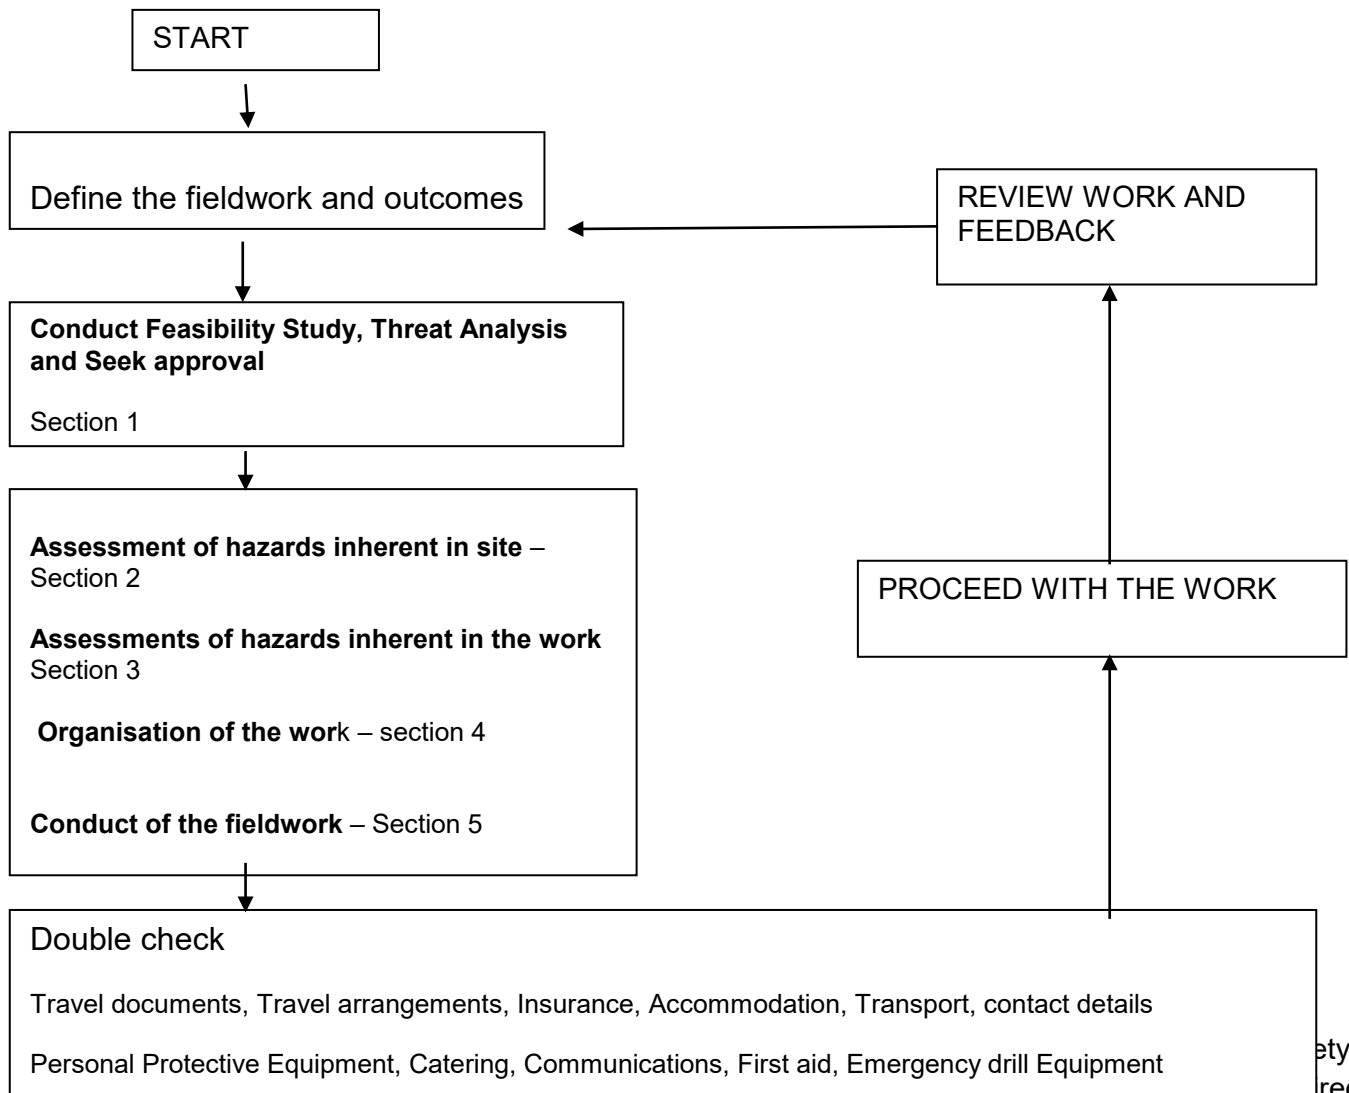 START
Define the fieldwork and outcomes
REVIEW WORK AND
FEEDBACK
Conduct Feasibility Study, Threat Analysis
and Seek approval
Section 1
Assessment of hazards inherent in site –
Section 2
Assessments of hazards inherent in the work
Section 3
Organisation of the work – section 4
Conduct of the fieldwork – Section 5
PROCEED WITH THE WORK
Double check
Travel documents, Travel arrangements, Insurance, Accommodation, Transport, contact details
Personal Protective Equipment, Catering, Communications, First aid, Emergency drill Equipment